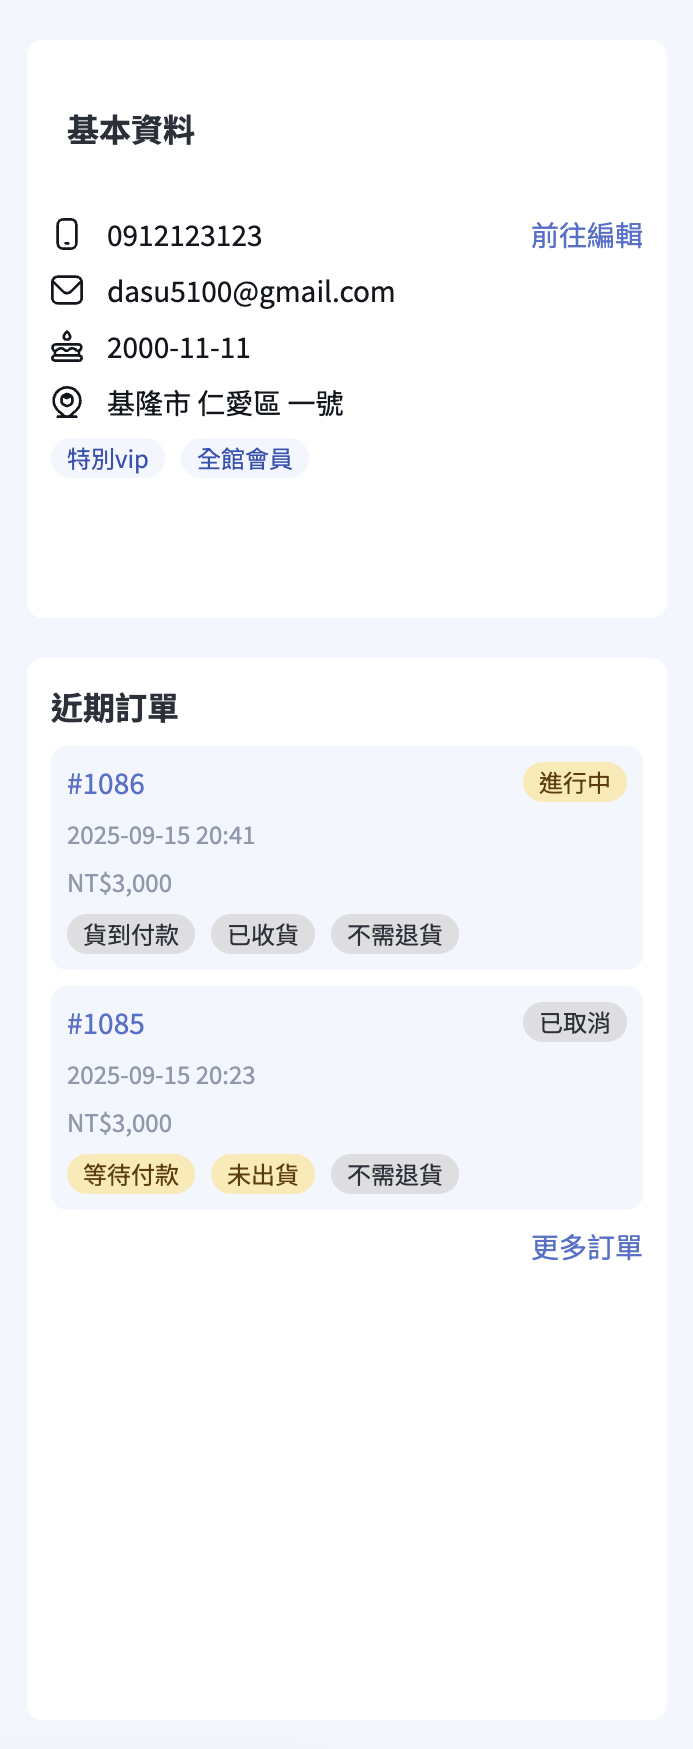 基本資料
0912123123 前往編輯
dasu5100@gmail.com
2000-11-11
基隆市 仁愛區 一號
特別vip 全館會員
近期訂單
#1086 進行中
2025-09-15 20:41
NT$3,000
貨到付款 已收貨 不需退貨
#1085 已取消
2025-09-15 20:23
NT$3,000
等待付款 未出貨 不需退貨
更多訂單